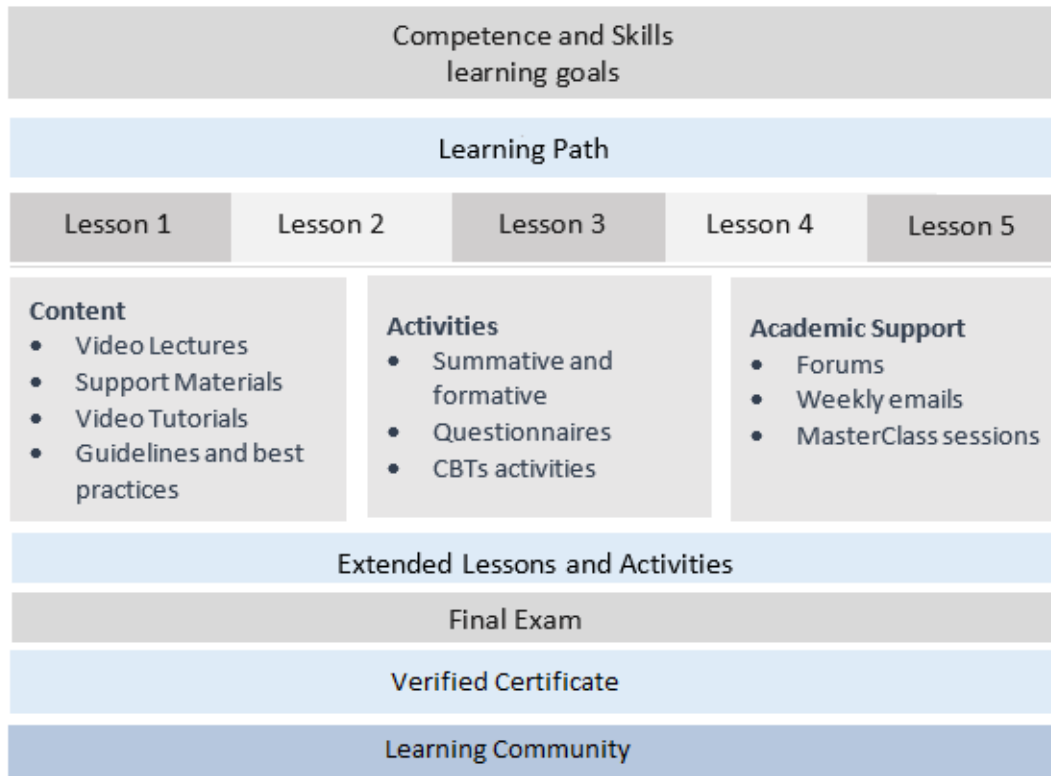 Competence and Skills
learning goals
Learning Path
Lesson 1
Lesson 2
Lesson 3
Lesson 4
Lesson 5
Content
• Video Lectures
• Support Materials
• Video Tutorials
• Guidelines and best
practices
Activities
• Summative and
formative
• Questionnaires
• CBTs activities
Academic Support
• Forums
• Weekly emails
• MasterClass sessions
Extended Lessons and Activities
Final Exam
Verified Certificate
Learning Community